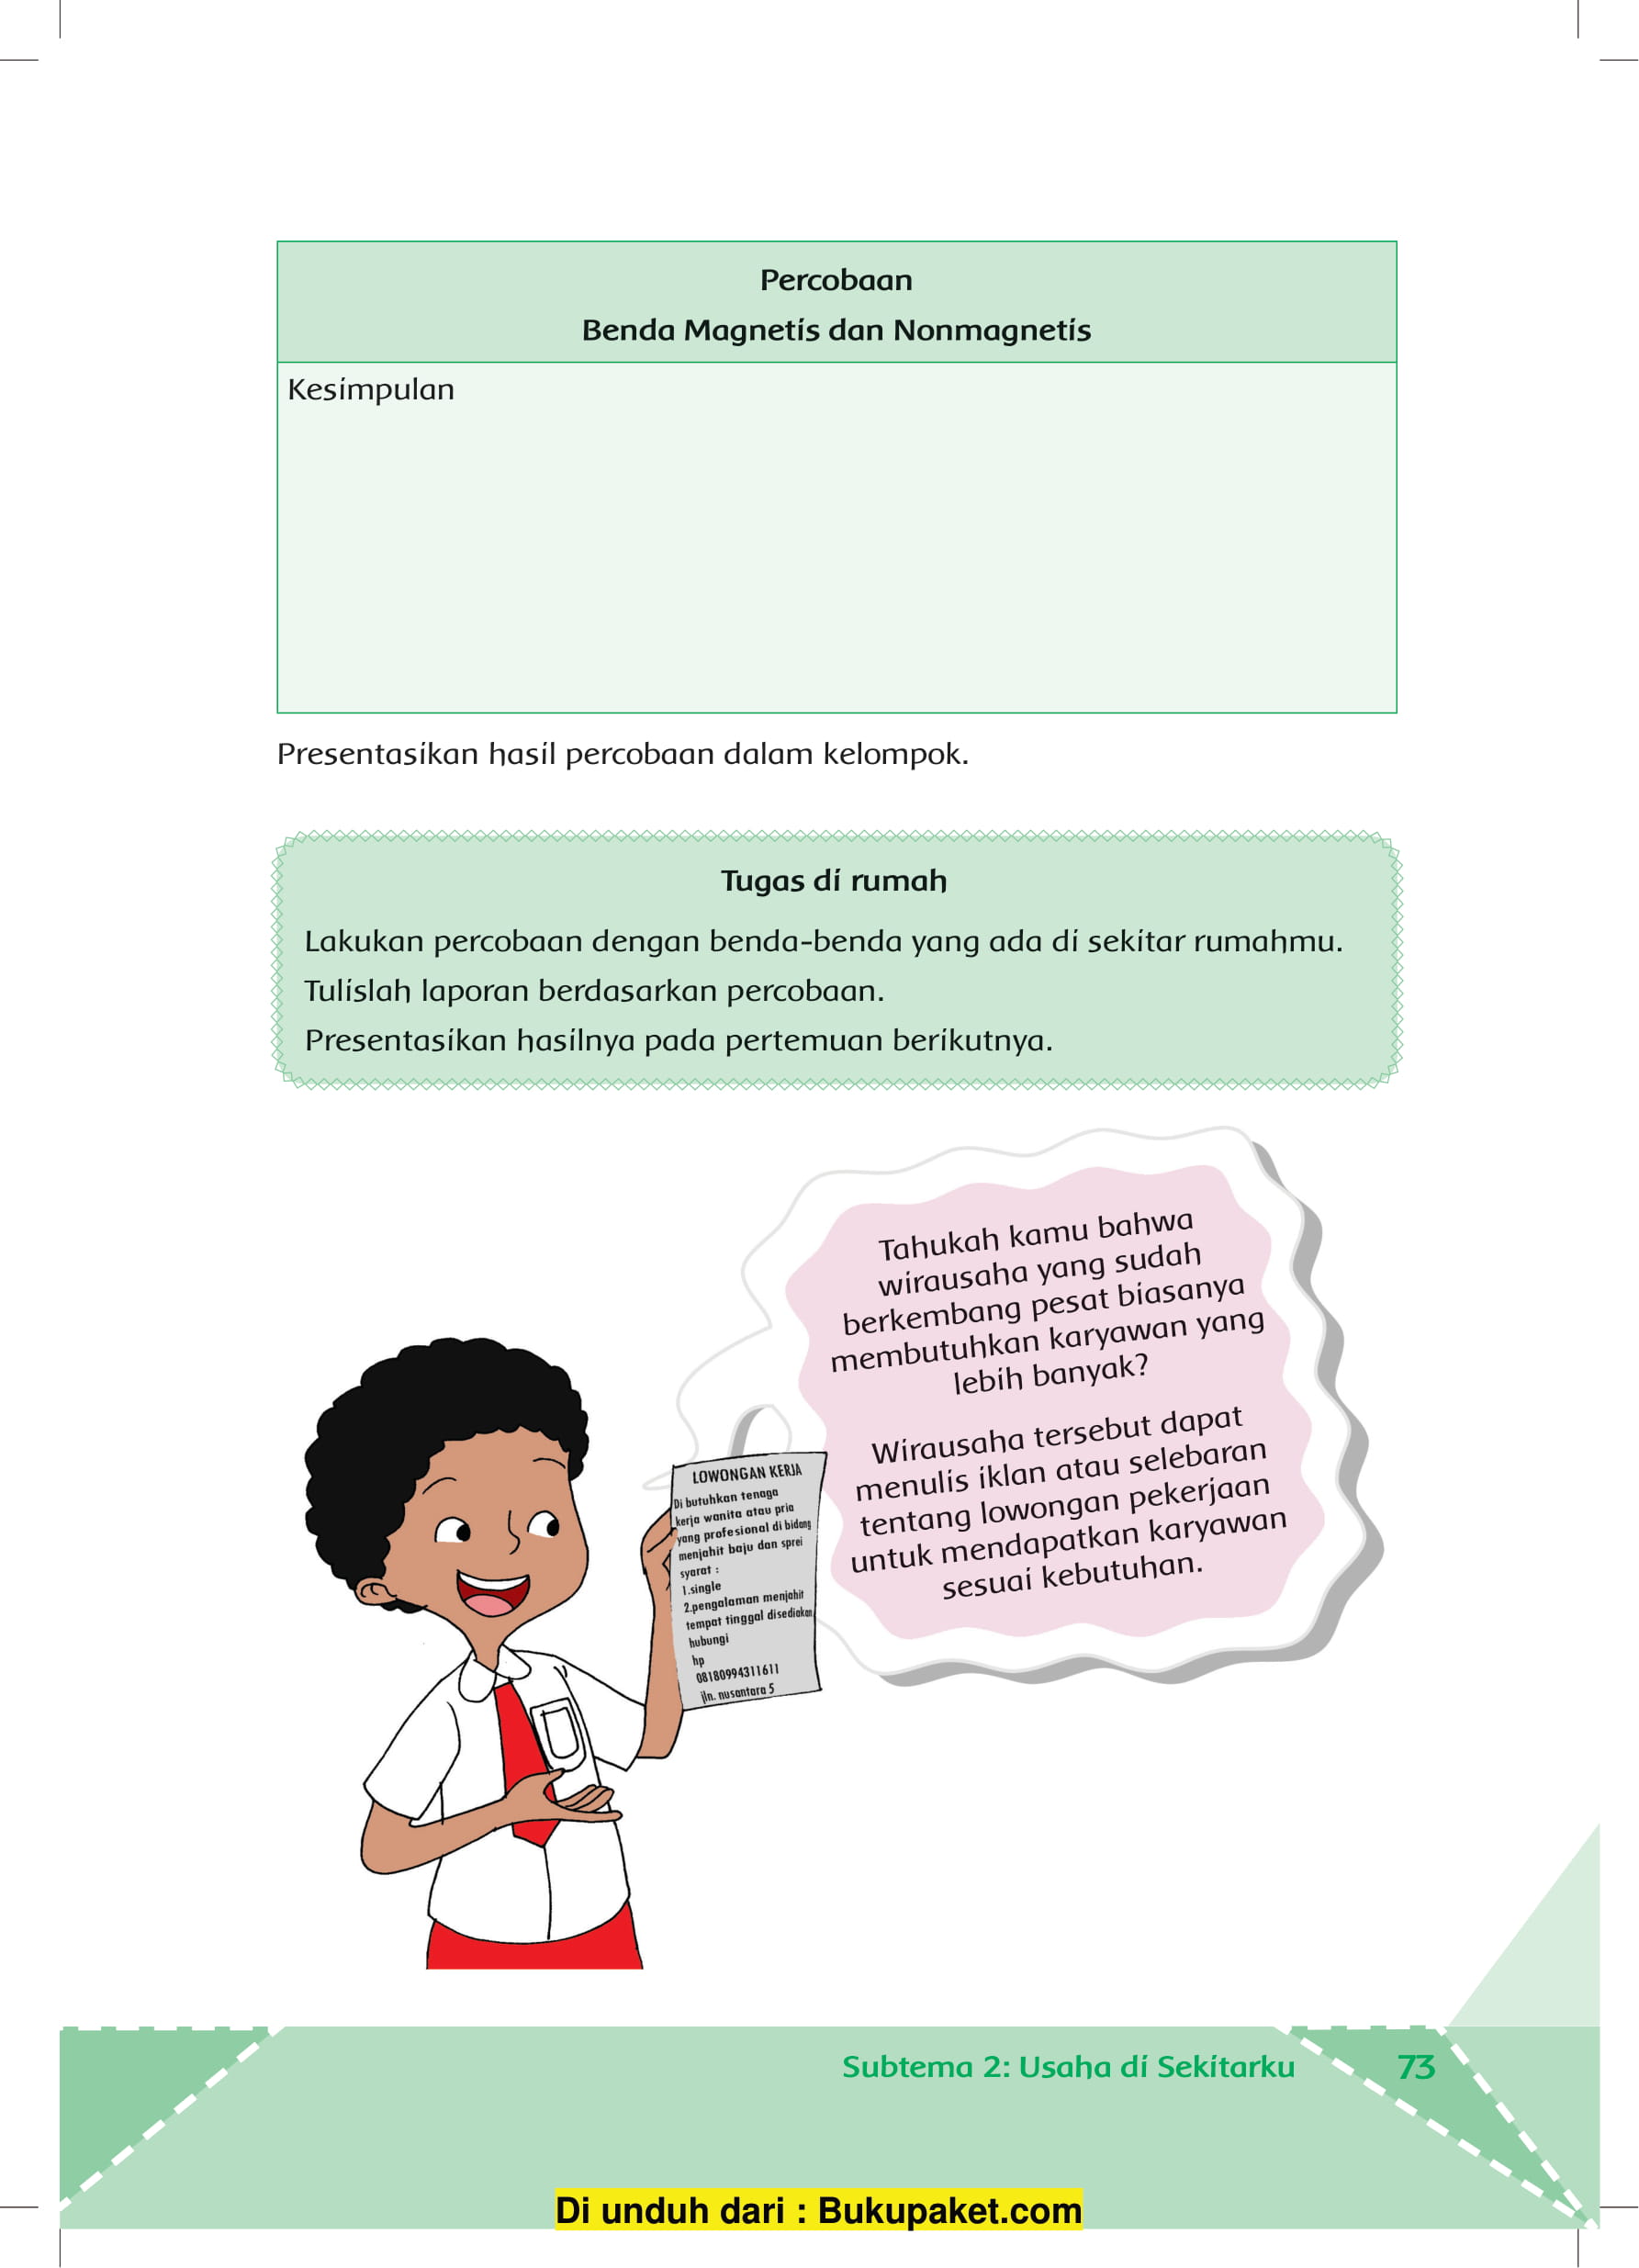 Percobaan
Benda Magnetis dan Nonmagnetis
Kesimpulan
Presentasikan hasil percobaan dalam kelompok.
Tugas di rumah
Lakukan percobaan dengan benda-benda yang ada di sekitar rumahmu.
Tulislah laporan berdasarkan percobaan.
Presentasikan hasilnya pada pertemuan berikutnya.
Tahukah kamu bahwa
wirausaha yang sudah
berkembang pesat biasanya
membutuhkan karyawan yang
lebih banyak?
Wirausaha tersebut dapat
menulis iklan atau selebaran
tentang lowongan pekerjaan
untuk mendapatkan karyawan
sesuai kebutuhan.
LOWONGAN KERJA
Di butuhkan tenaga
kerja wanita atau pria
yang profesional di bidang
menjahit baju dan sprei
syarat :
1.single
2.pengalaman menjahit
tempat tinggal disediakan
hubungi
hp
08180994311611
jln. nusantara 5
Subtema 2: Usaha di Sekitarku 73
Di unduh dari : Bukupaket.com